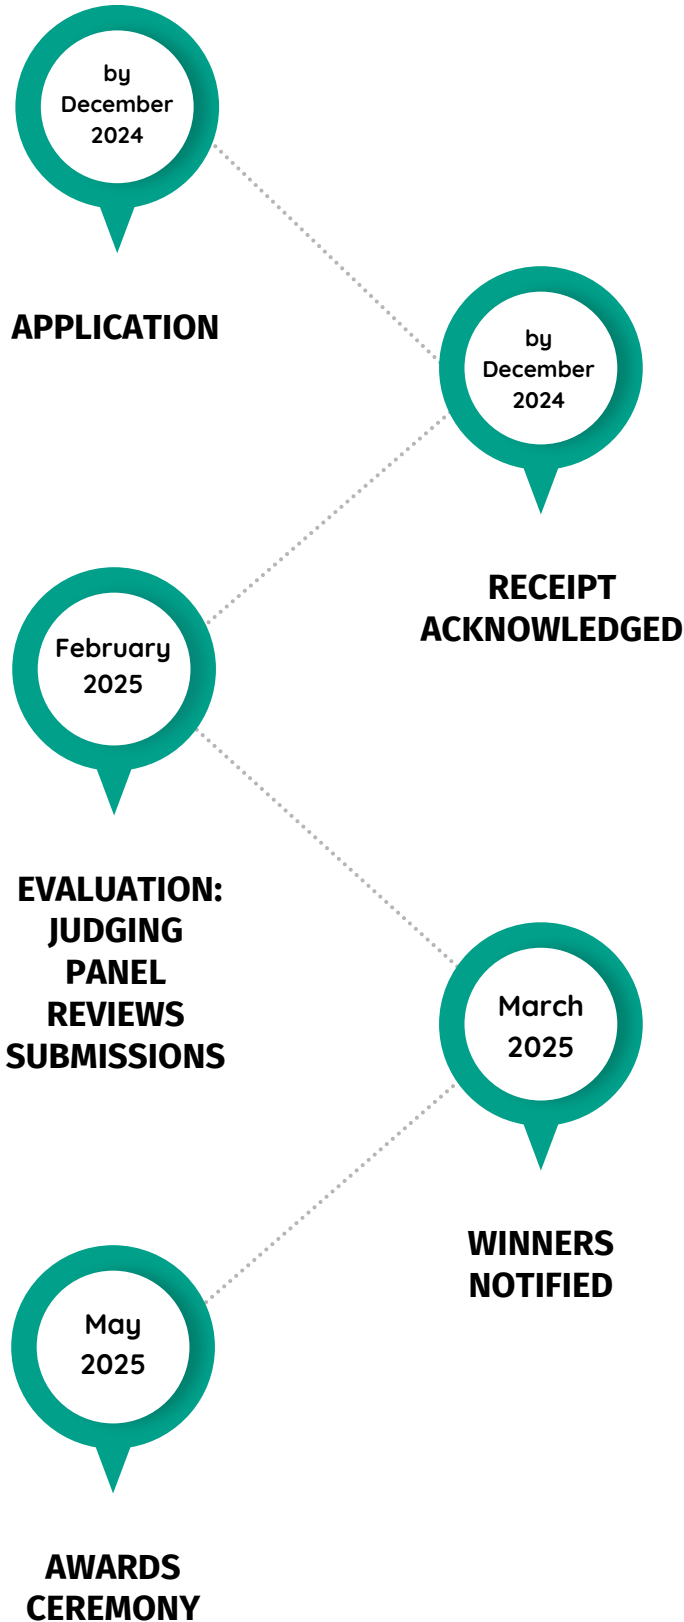 by
December
2024
APPLICATION
by
December
2024
RECEIPT
ACKNOWLEDGED
February
2025
EVALUATION:
JUDGING
PANEL
REVIEWS
SUBMISSIONS
March
2025
WINNERS
NOTIFIED
May
2025
AWARDS
CEREMONY